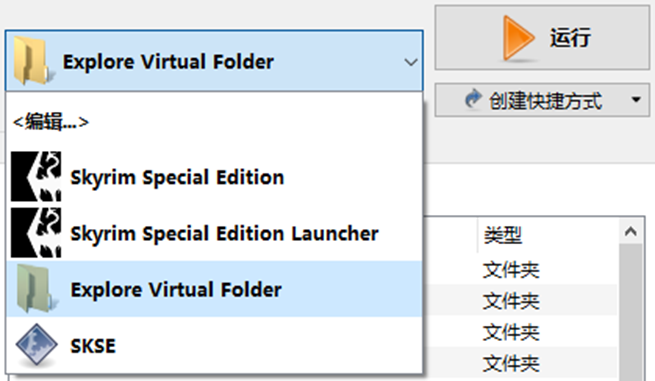 Explore Virtual Folder
运行
<编辑...>
创建快捷方式
Skyrim Special Edition
Skyrim Special Edition Launcher
类型
文件夹
Explore Virtual Folder
文件夹
文件夹
SKSE
文件夹